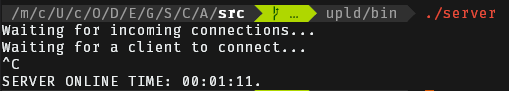 /m/c/U/c/O/D/E/G/S/C/A/src … upld/bin ./server
Waiting for incoming connections...
Waiting for a client to connect...
^C
SERVER ONLINE TIME: 00:01:11.